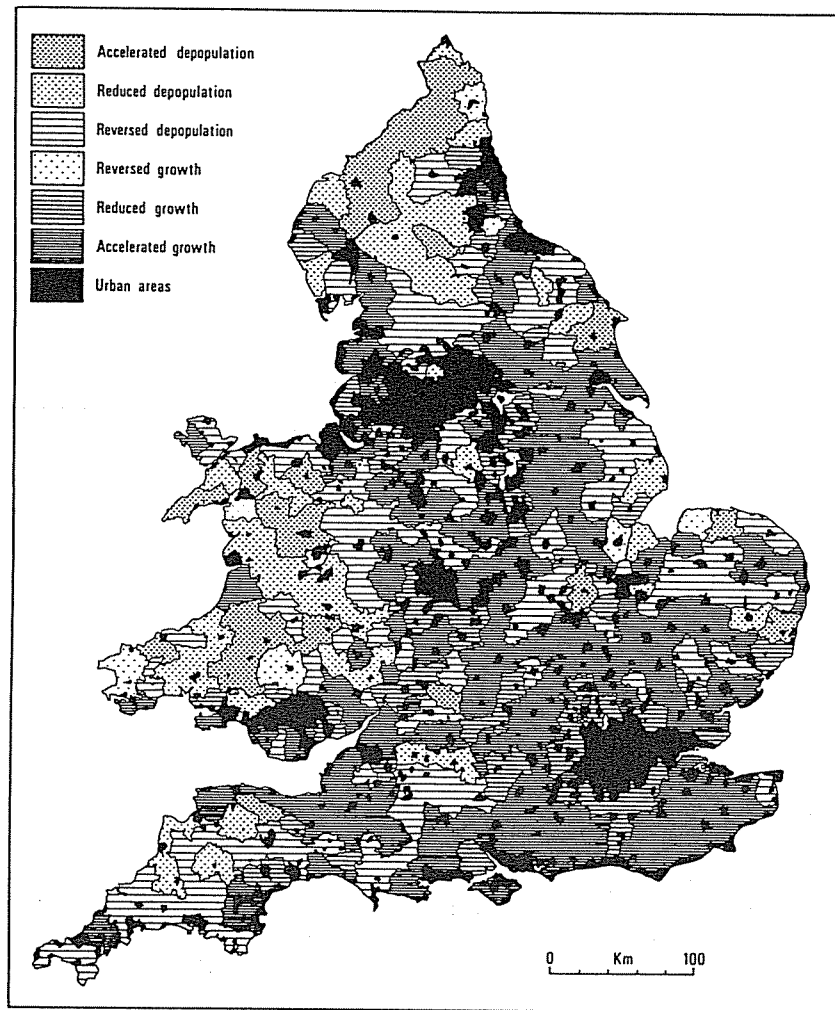 Accelerated depopulation
Reduced depopulation
Reversed depopulation
Reversed growth
Reduced growth
Accelerated growth
Urban areas
0 Km 100